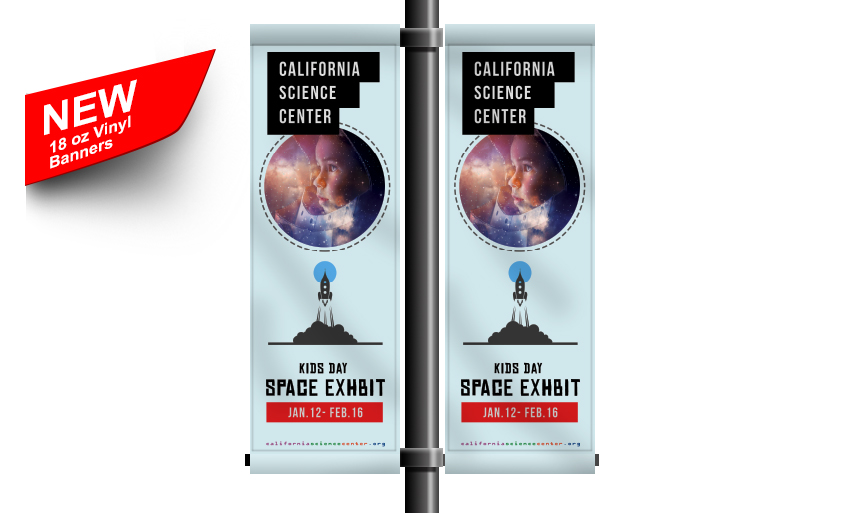 NEW
18 oz Vinyl
Banners
CALIFORNIA
SCIENCE
CENTER
KIDS DAY
SPACE EXHBIT
JAN.12- FEB.16
californiasciencecenter.org
CALIFORNIA
SCIENCE
CENTER
KIDS DAY
SPACE EXHBIT
JAN.12- FEB.16
californiasciencecenter.org